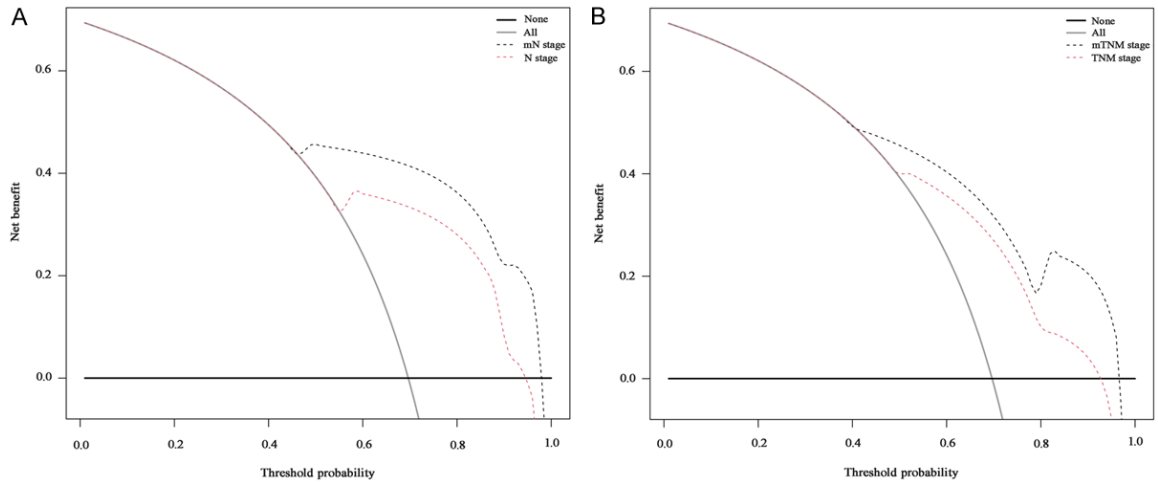 A
None
All
mN stage
N stage
Net benefit
0.6
0.4
0.2
0.0
0.0 0.2 0.4 0.6 0.8 1.0
Threshold probability
B
None
All
mTNM stage
TNM stage
Net benefit
0.6
0.4
0.2
0.0
0.0 0.2 0.4 0.6 0.8 1.0
Threshold probability